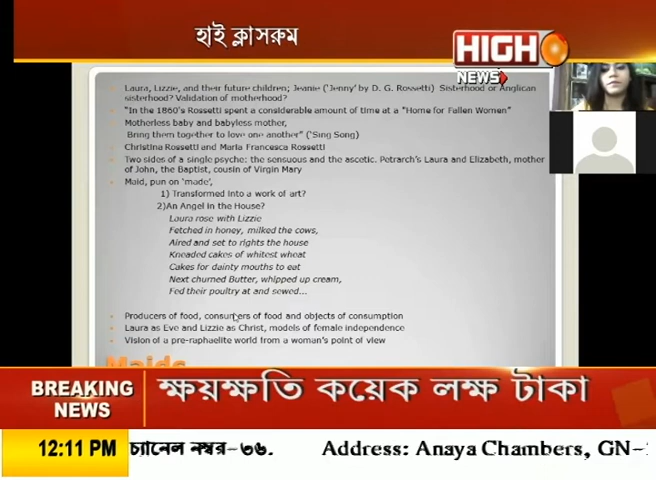 হাই ক্লাসরুম
HIGH
NEWS
Laura, Lizzie, and their future children; Jeanie ('Jenny' by D. G. Rossetti) Sisterhood or Anglican
sisterhood? Validation of motherhood?
"In the 1860's Rossetti spent a considerable amount of time at a "Home for Fallen Women"
Motherless baby and babyless mother,
Bring them together to love one another" ('Sing Song)
Christina Rossetti and Maria Francesca Rossetti
Two sides of a single psyche: the sensuous and the ascetic. Petrarch's Laura and Elizabeth, mother
of John, the Baptist, cousin of Virgin Mary
Maid, pun on 'made',
1) Transformed into a work of art?
2)An Angel in the House?
Laura rose with Lizzie
Fetched in honey, milked the cows,
Aired and set to rights the house
Kneaded cakes of whitest wheat
Cakes for dainty mouths to eat
Next churned Butter, whipped up cream,
Fed their poultry at and sewed...
Producers of food, consumers of food and objects of consumption
Laura as Eve and Lizzie as Christ, models of female independence
Vision of a pre-raphaelite world from a woman's point of view
Maids
BREAKING
NEWS
ক্ষয়ক্ষতি কয়েক লক্ষ টাকা
12:11 PM
চ্যানেল নম্বর-৩৬. Address: Anaya Chambers, GN-1